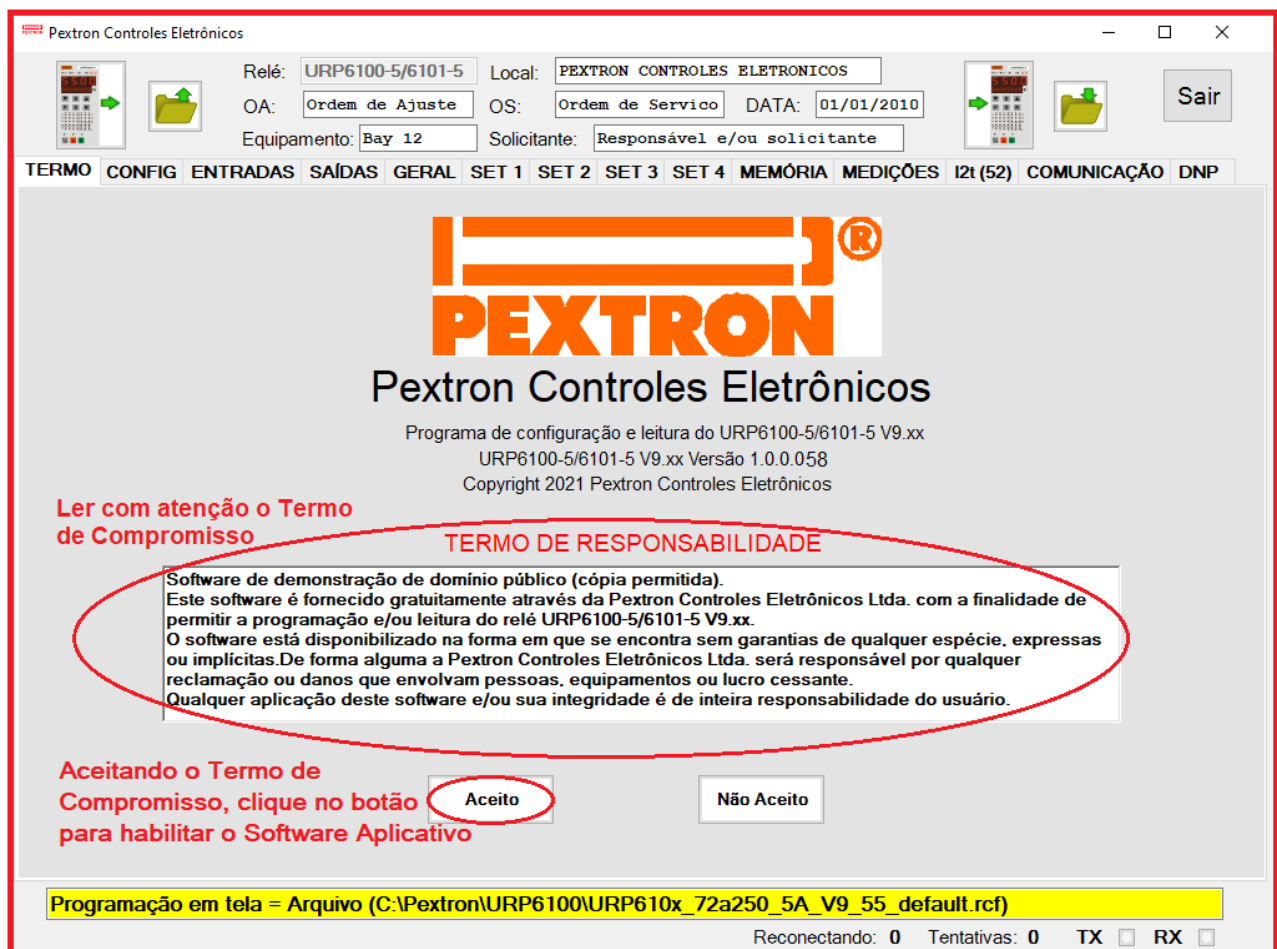 Pextron Controles Eletrônicos
Relé: URP6100-5/6101-5 Local: PEXTRON CONTROLES ELETRONICOS
OA: Ordem de Ajuste OS: Ordem de Servico DATA: 01/01/2010
Sair
Equipamento: Bay 12 Solicitante: Responsável e/ou solicitante
TERMO CONFIG ENTRADAS SAÍDAS GERAL SET 1 SET 2 SET 3 SET 4 MEMÓRIA MEDIÇÕES I2t (52) COMUNICAÇÃO DNP
PEXTRON ®
Pextron Controles Eletrônicos
Programa de configuração e leitura do URP6100-5/6101-5 V9.xx
URP6100-5/6101-5 V9.xx Versão 1.0.0.058
Copyright 2021 Pextron Controles Eletrônicos
Ler com atenção o Termo
de Compromisso
TERMO DE RESPONSABILIDADE
Software de demonstração de domínio público (cópia permitida).
Este software é fornecido gratuitamente através da Pextron Controles Eletrônicos Ltda. com a finalidade de
permitir a programação e/ou leitura do relé URP6100-5/6101-5 V9.xx.
O software está disponibilizado na forma em que se encontra sem garantias de qualquer espécie, expressas
ou implícitas.De forma alguma a Pextron Controles Eletrônicos Ltda. será responsável por qualquer
reclamação ou danos que envolvam pessoas, equipamentos ou lucro cessante.
Qualquer aplicação deste software e/ou sua integridade é de inteira responsabilidade do usuário.
Aceitando o Termo de
Compromisso, clique no botão
para habilitar o Software Aplicativo
Aceito
Não Aceito
Programação em tela = Arquivo (C:\Pextron\URP6100\URP610x_72a250_5A_V9_55_default.rcf)
Reconectando: 0 Tentativas: 0 TX RX